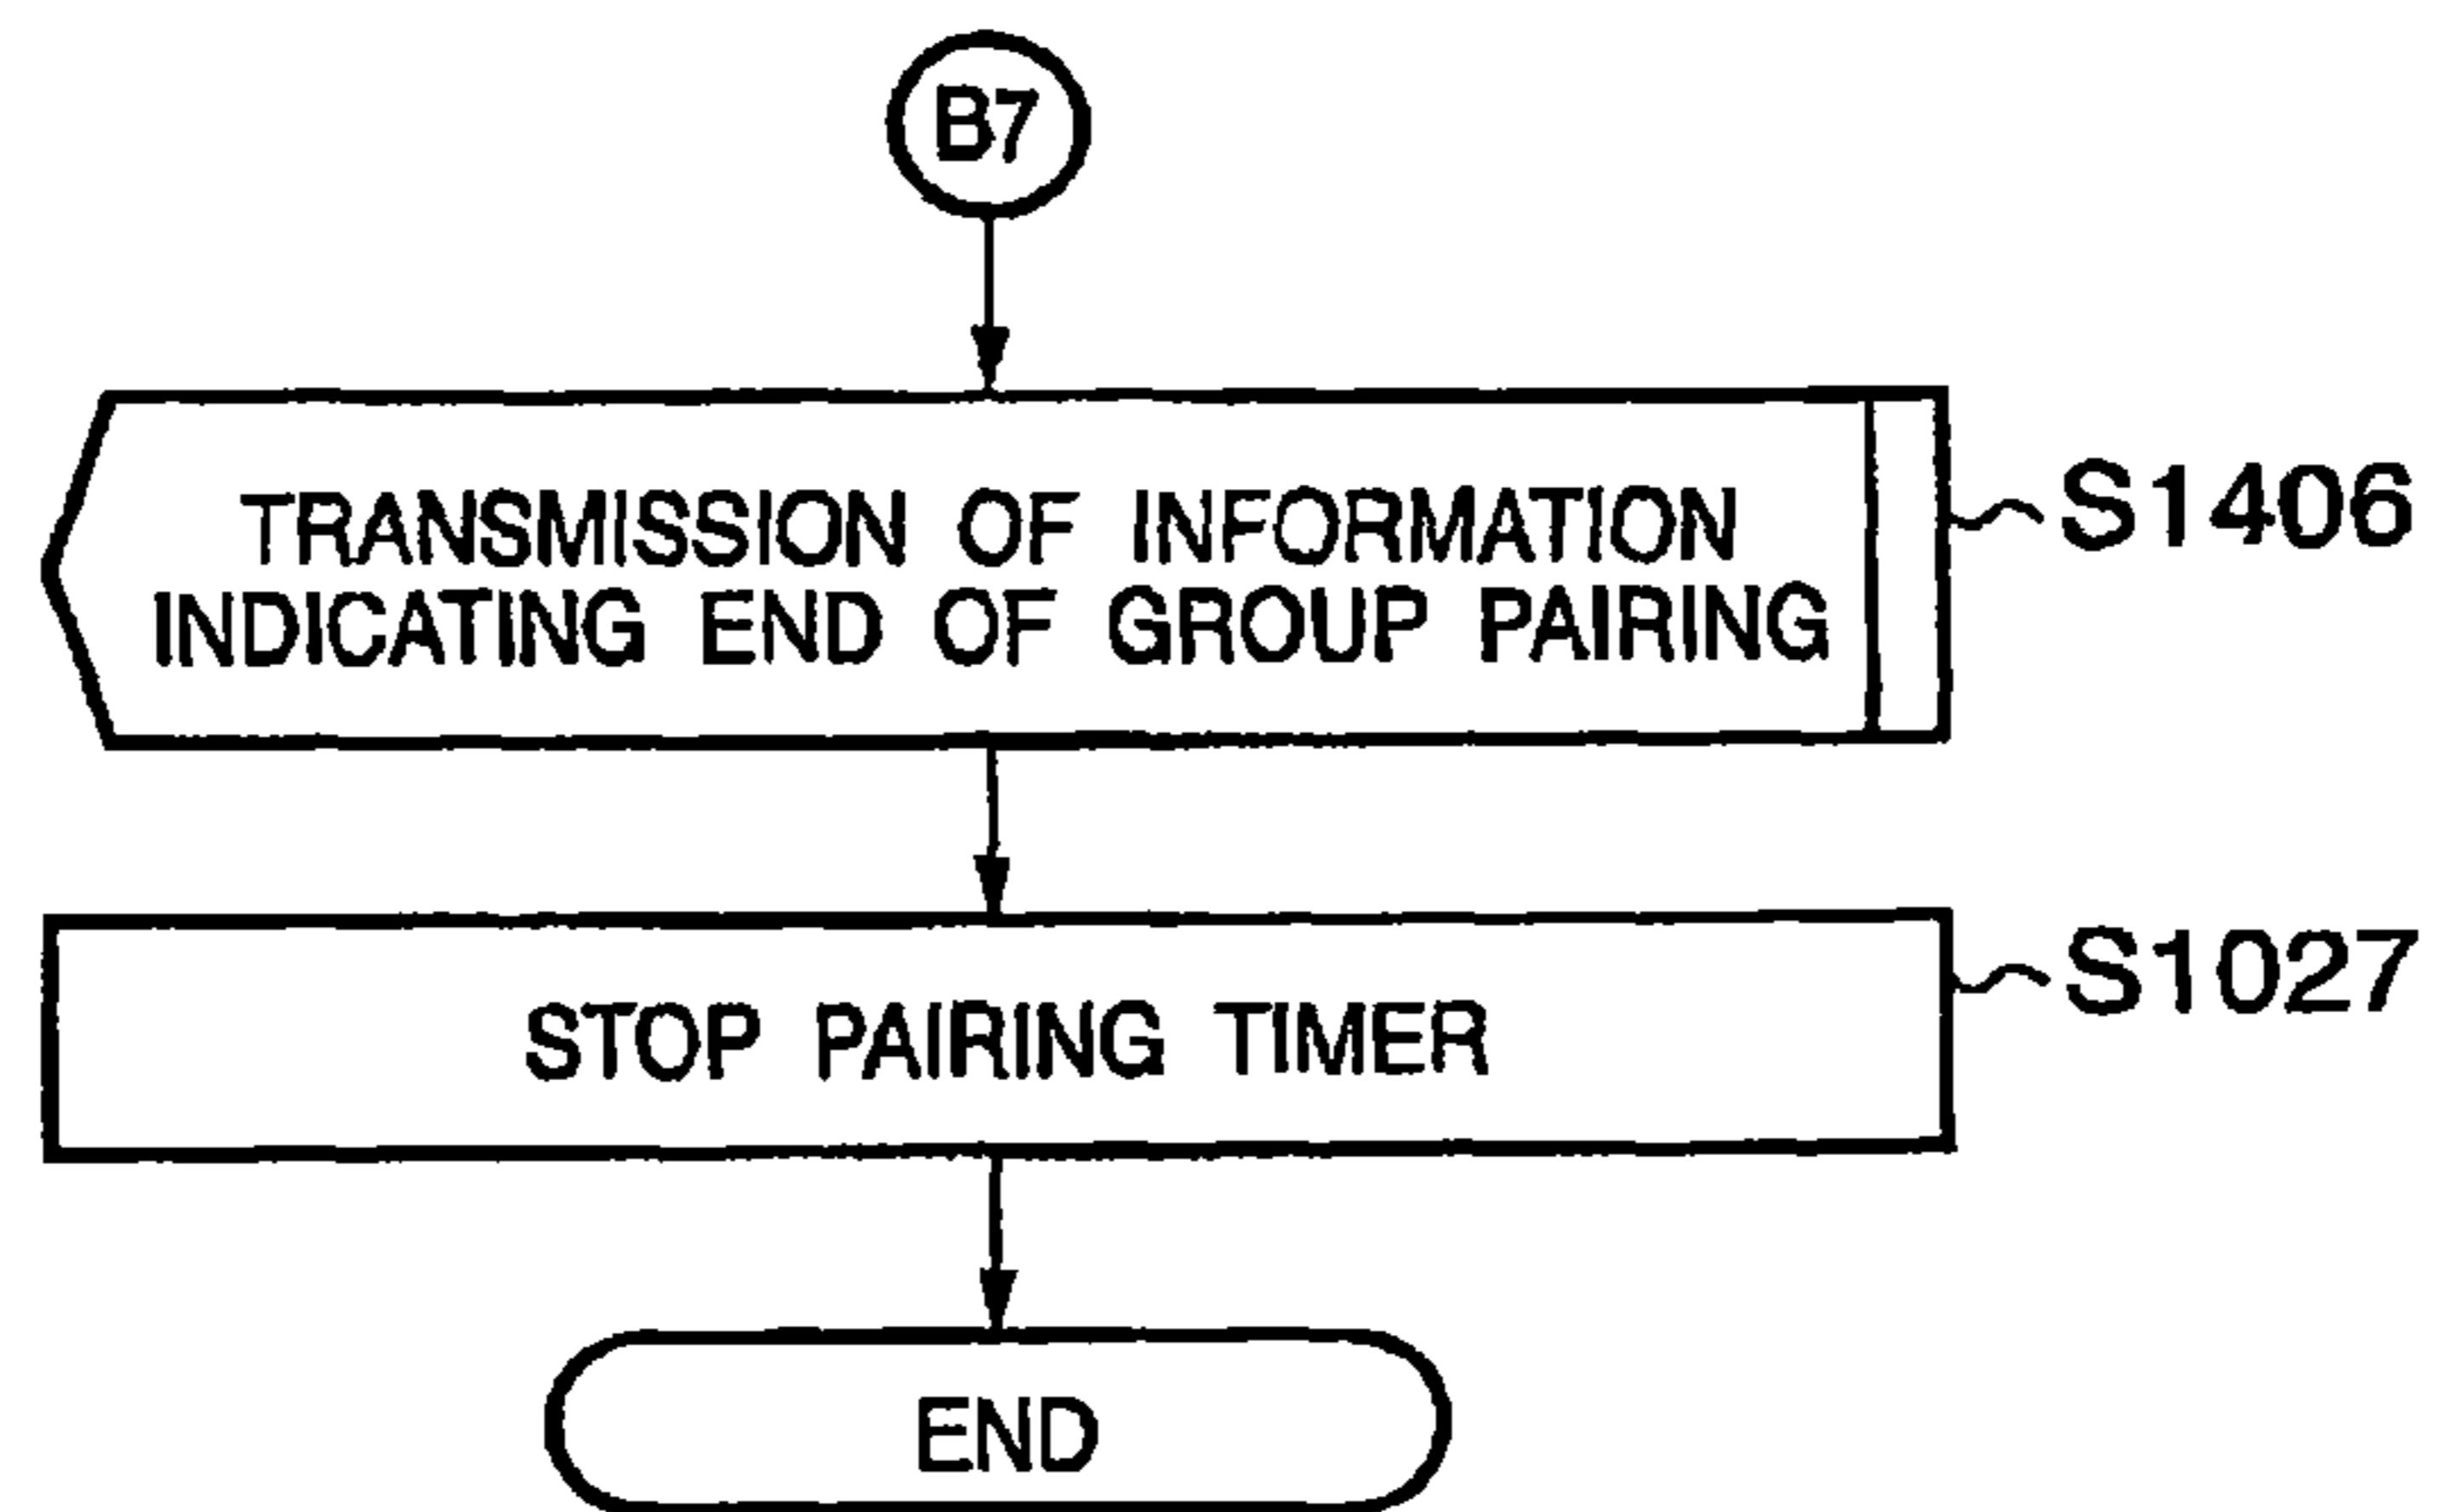 B7
TRANSMISSION OF INFORMATION
INDICATING END OF GROUP PAIRING
S1406
STOP PAIRING TIMER
S1027
END